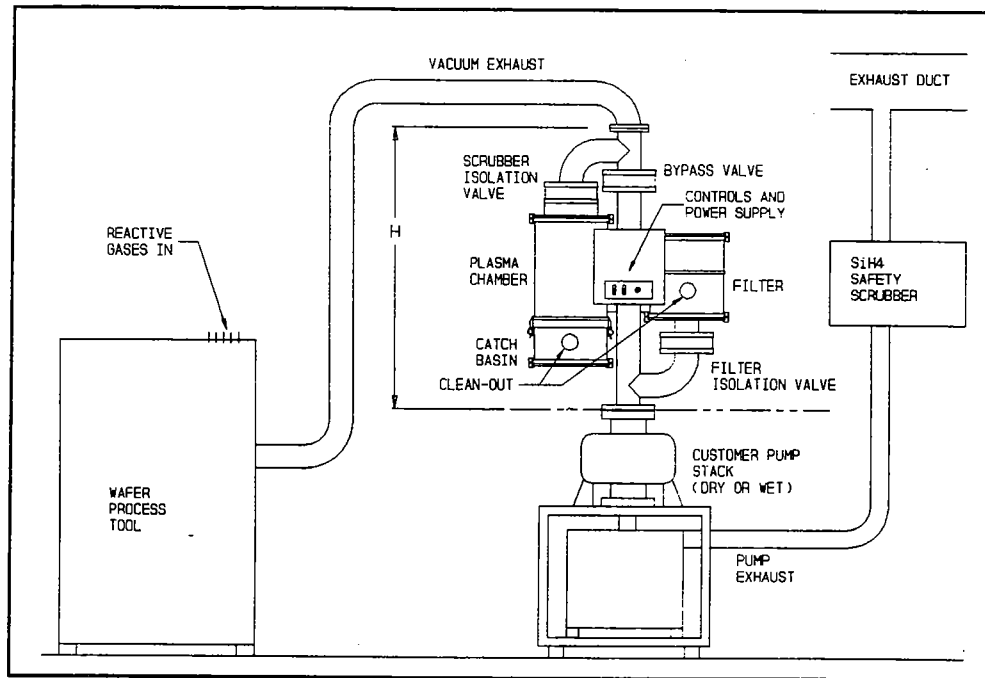 VACUUM EXHAUST
EXHAUST DUCT
SCRUBBER
ISOLATION
VALVE
BYPASS VALVE
CONTROLS AND
POWER SUPPLY
REACTIVE
GASES IN
H
PLASMA
CHAMBER
FILTER
SiH4
SAFETY
SCRUBBER
CATCH
BASIN
CLEAN-OUT
FILTER
ISOLATION VALVE
CUSTOMER PUMP
STACK
(DRY OR WET)
WAFER
PROCESS
TOOL
PUMP
EXHAUST